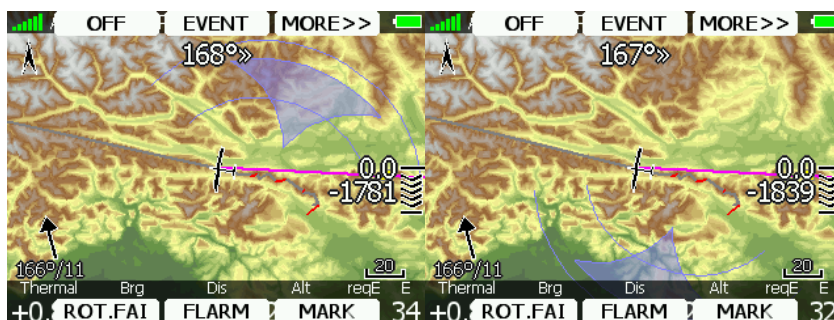 OFF EVENT MORE>>
168°»
0.0
-1781
166º/11
20
Thermal Brg Dis Alt reqE E
+0. ROT.FAI FLARM MARK 34
OFF EVENT MORE>>
167°»
0.0
-1839
166º/11
20
Thermal Brg Dis Alt reqE E
+0. ROT.FAI FLARM MARK 32